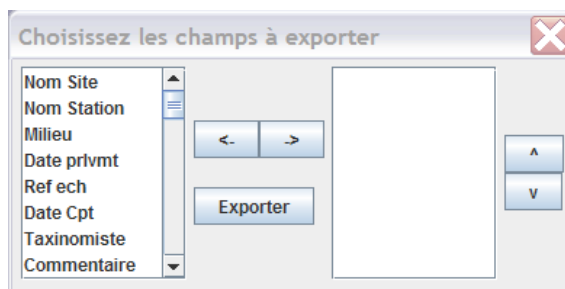 Choisissez les champs à exporter
Nom Site
Nom Station
Milieu
Date prlvmt
Ref ech
Date Cpt
Taxinomiste
Commentaire
<- ->
Exporter
^
v